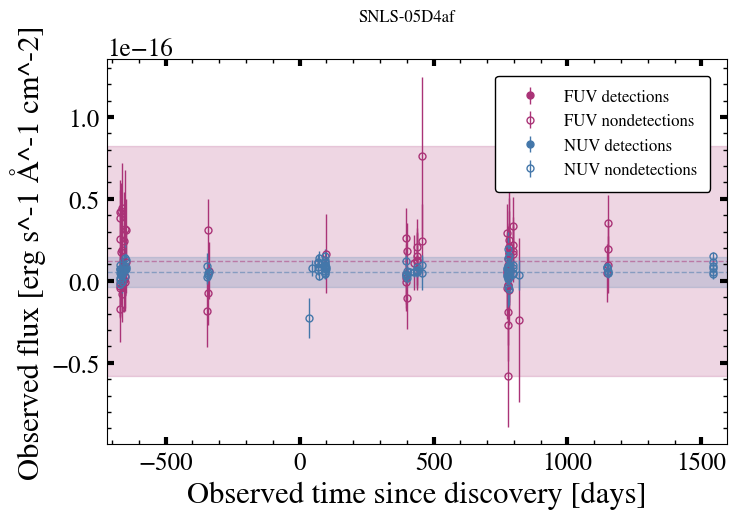 SNLS-05D4af
1e−16
FUV detections
FUV nondetections
NUV detections
NUV nondetections
1.0
0.5
0.0
−0.5
−500
0
500
1000
1500
Observed time since discovery [days]
Observed flux [erg s^-1 Å^-1 cm^-2]